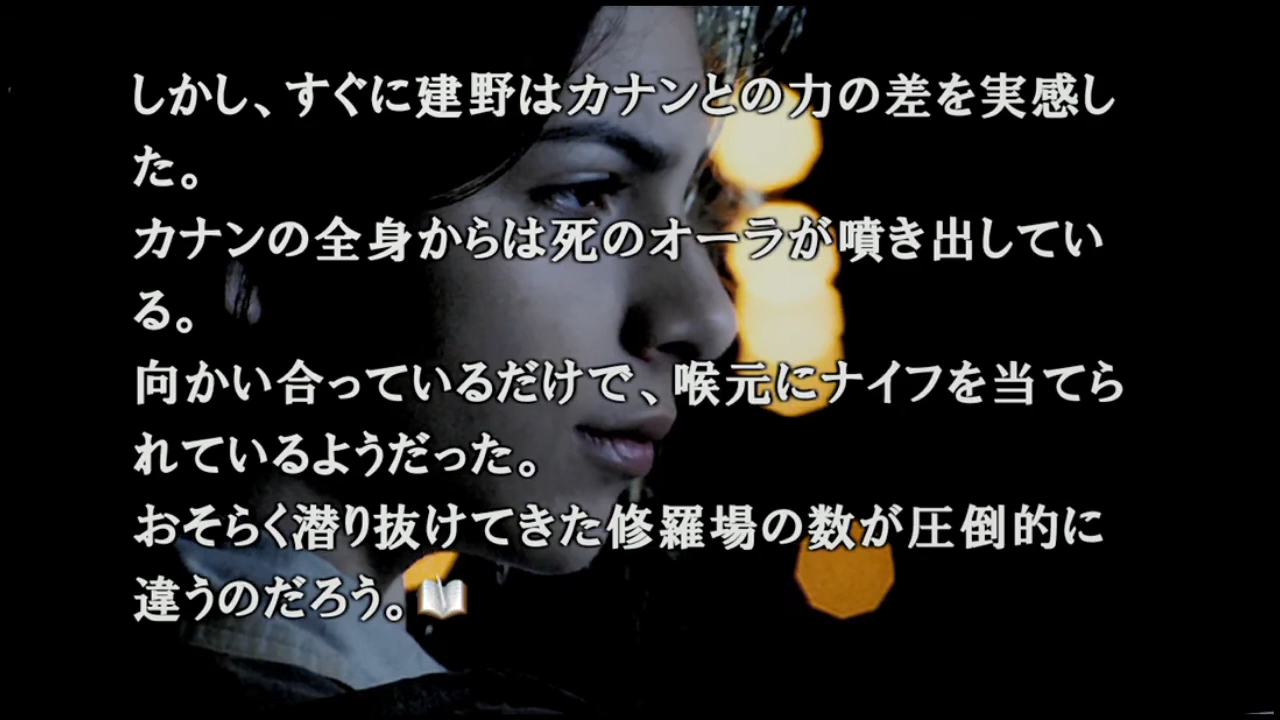 しかし、すぐに建野はカナンとの力の差を実感し
た。
カナンの全身からは死のオーラが噴き出してい
る。
向かい合っているだけで、喉元にナイフを当てら
れているようだった。
おそらく潜り抜けてきた修羅場の数が圧倒的に
違うのだろう。